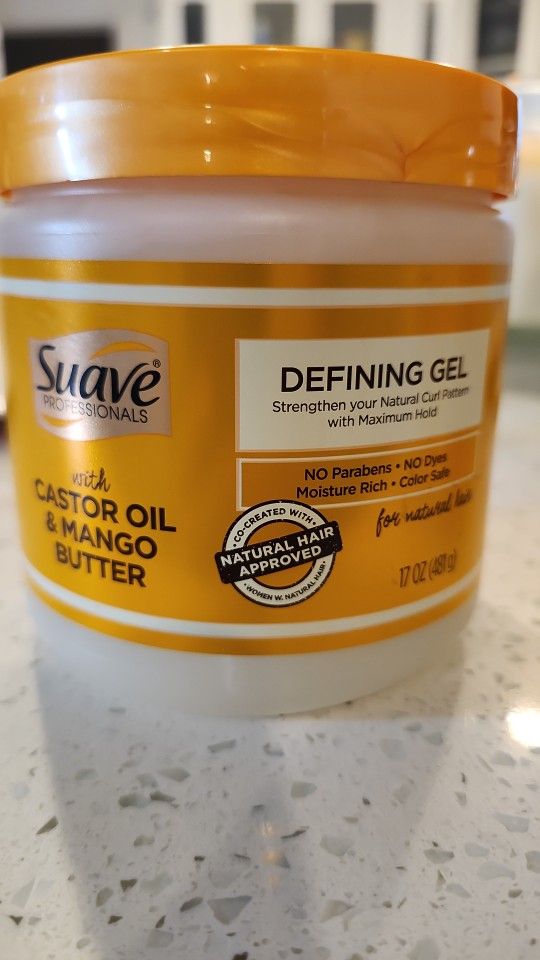 Suave®
PROFESSIONALS
with
CASTOR OIL
& MANGO
BUTTER
DEFINING GEL
Strengthen your Natural Curl Pattern
with Maximum Hold
NO Parabens • NO Dyes
Moisture Rich • Color Safe
for natural hair
• CO-CREATED WITH •
NATURAL HAIR
APPROVED
• WOMEN W. NATURAL HAIR •
17 OZ (481g)